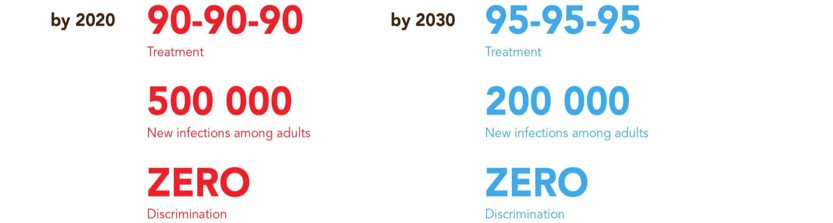 by 2020
90-90-90
Treatment
500 000
New infections among adults
ZERO
Discrimination
by 2030
95-95-95
Treatment
200 000
New infections among adults
ZERO
Discrimination